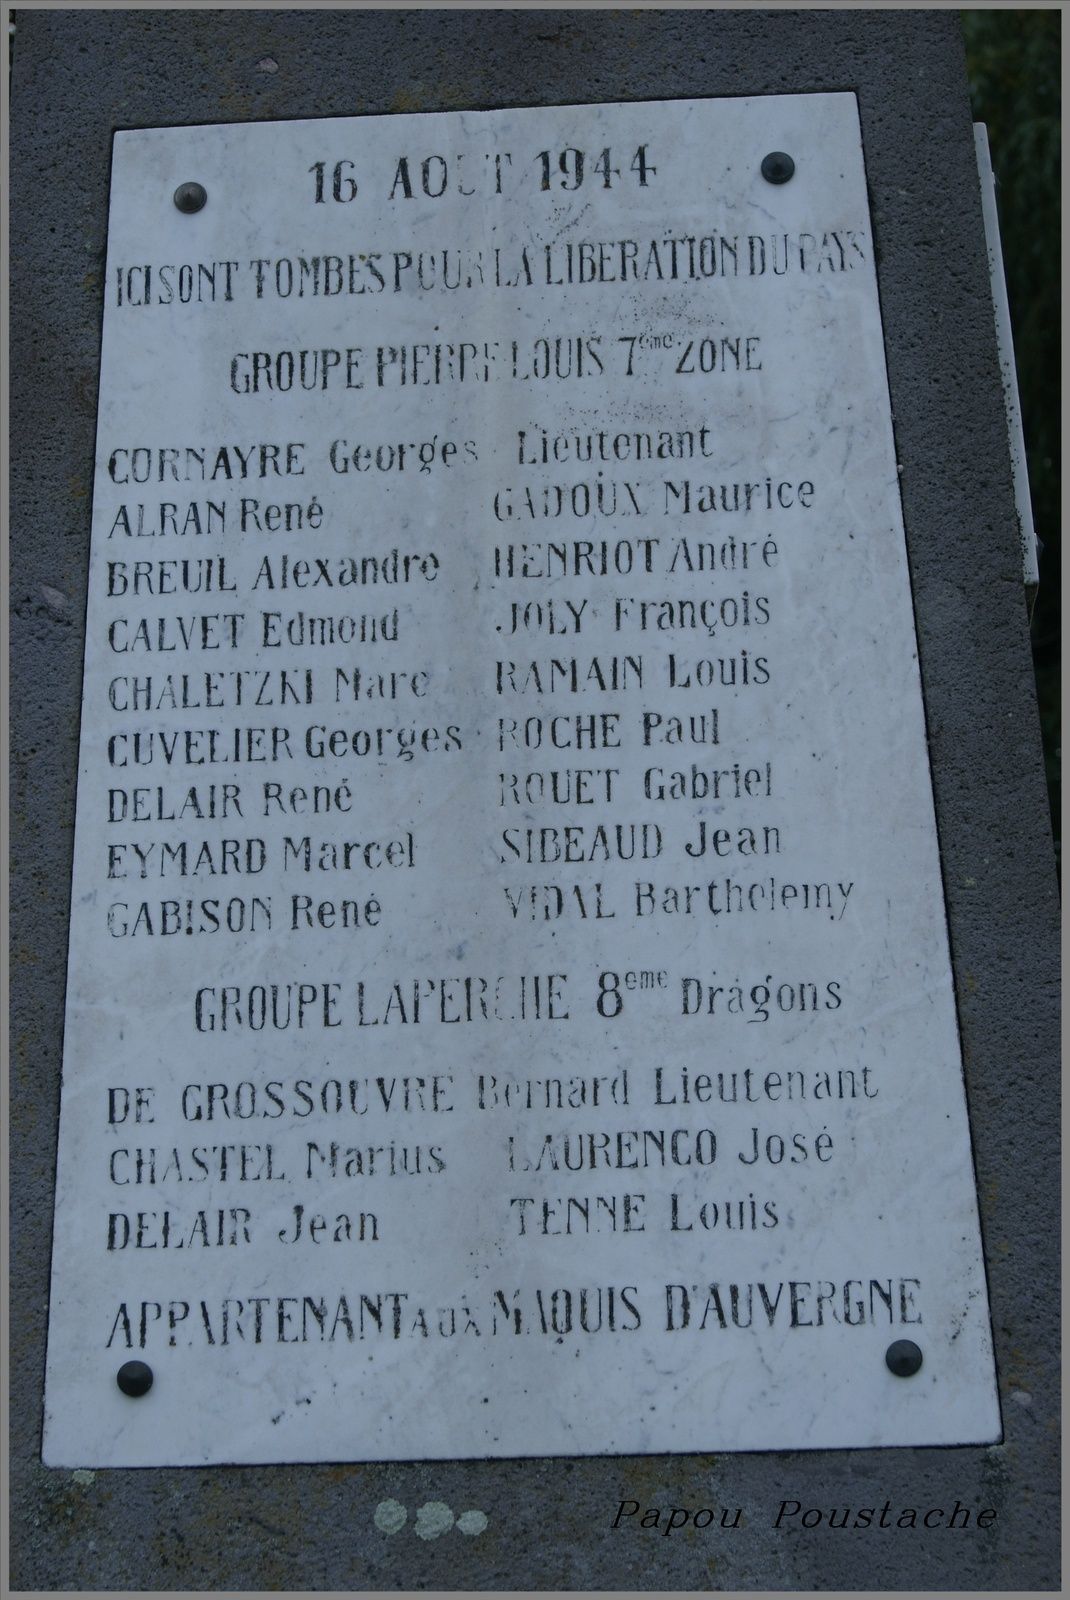 16 AOUT 1944
ICI SONT TOMBES POUR LA LIBERATION DU PAYS
GROUPE PIERRE LOUIS 7eme ZONE
CORNAYRE Georges Lieutenant
ALRAN René GADOUX Maurice
BREUIL Alexandre HENRIOT André
CALVET Edmond JOLY François
CHALETZKI Marc RAMAIN Louis
CUVELIER Georges ROCHE Paul
DELAIR René ROUET Gabriel
EYMARD Marcel SIBEAUD Jean
GABISON René VIDAL Barthelemy
GROUPE LAPERCHE 8eme Dragons
DE GROSSOUVRE Bernard Lieutenant
CHASTEL Marius LAURENCO José
DELAIR Jean TENNE Louis
APPARTENANT AUX MAQUIS D'AUVERGNE
Papou Poustache